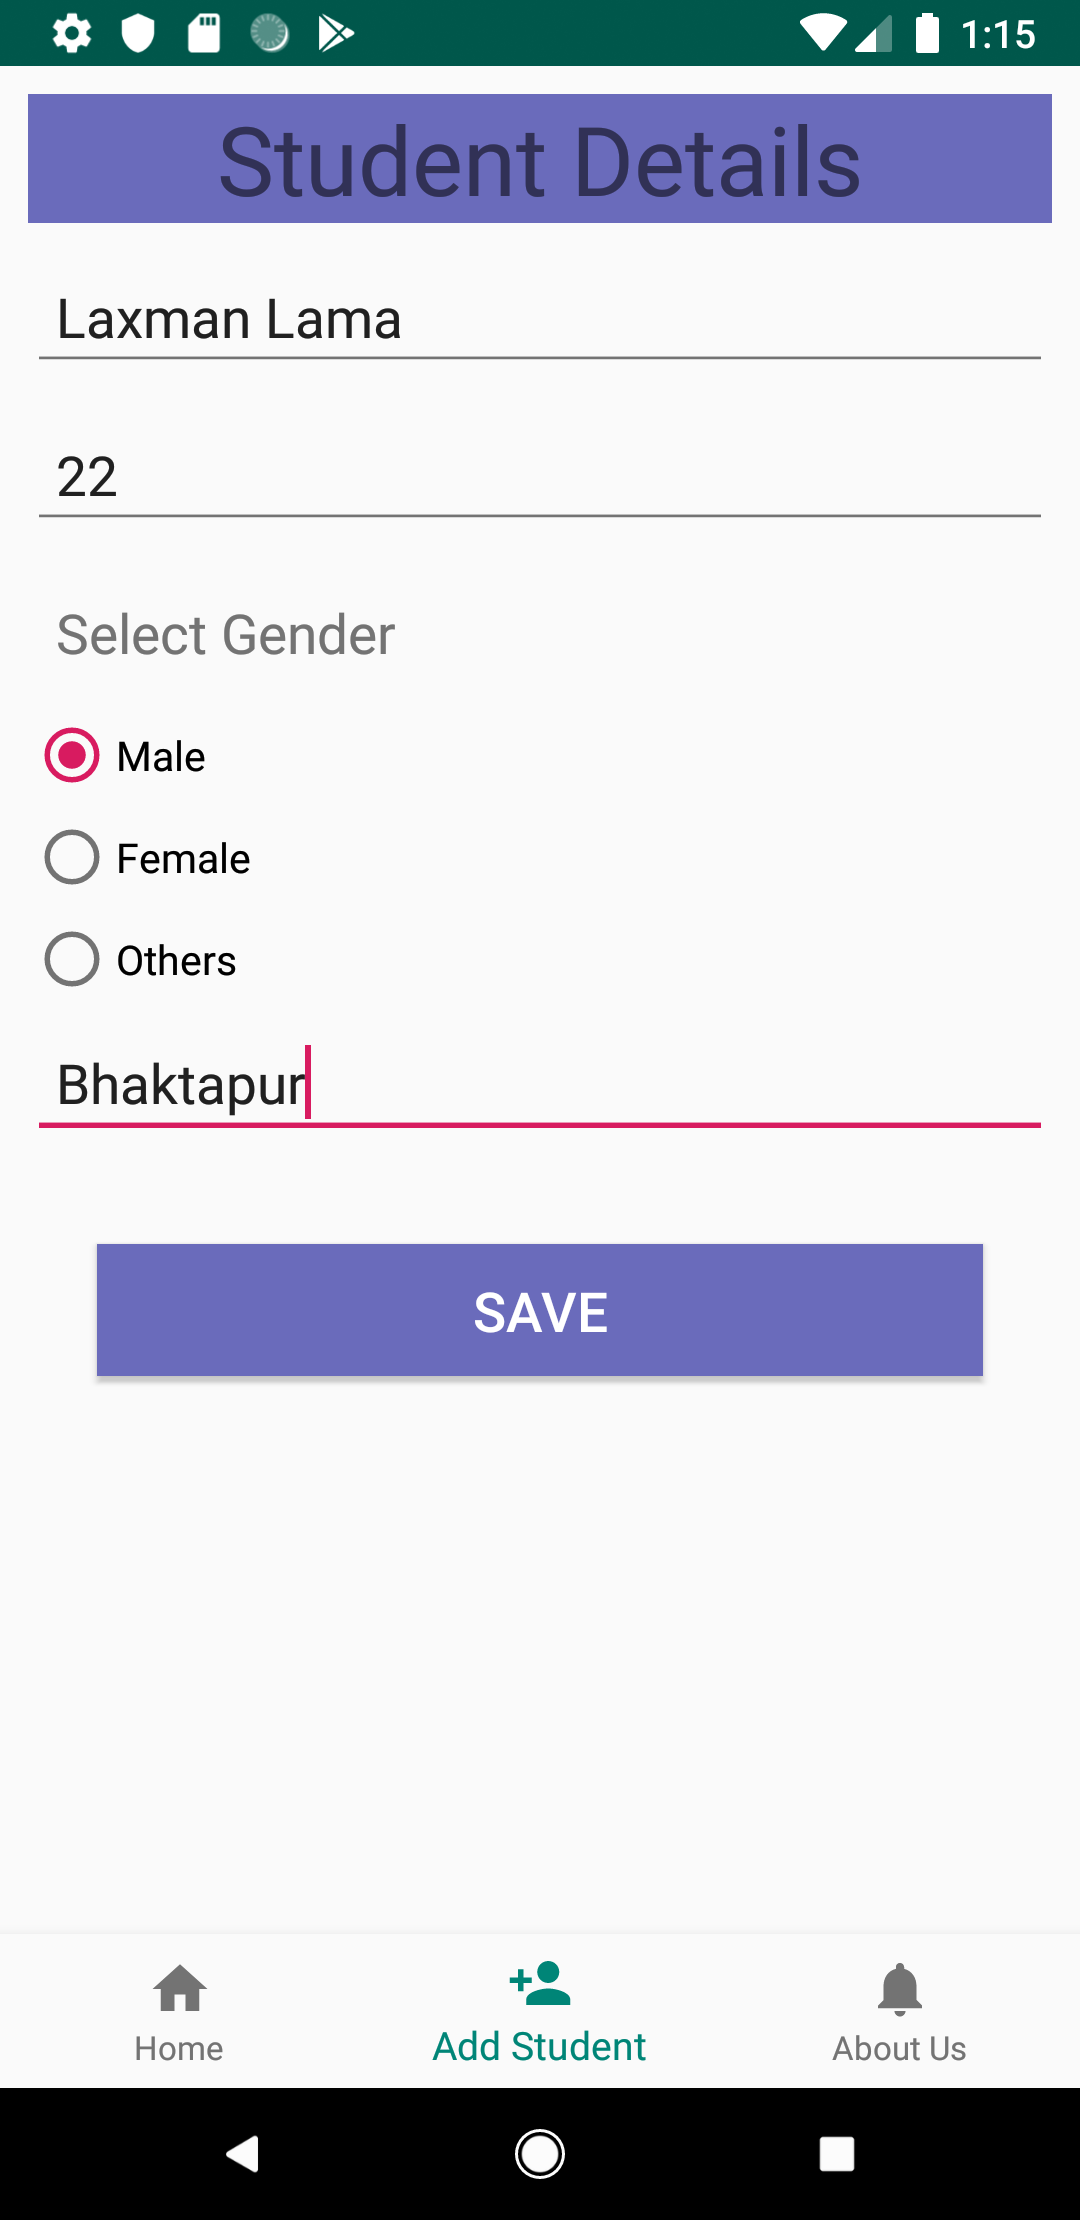 1:15
Student Details
Laxman Lama
22
Select Gender
Male
Female
Others
Bhaktapur
SAVE
Home
Add Student
About Us